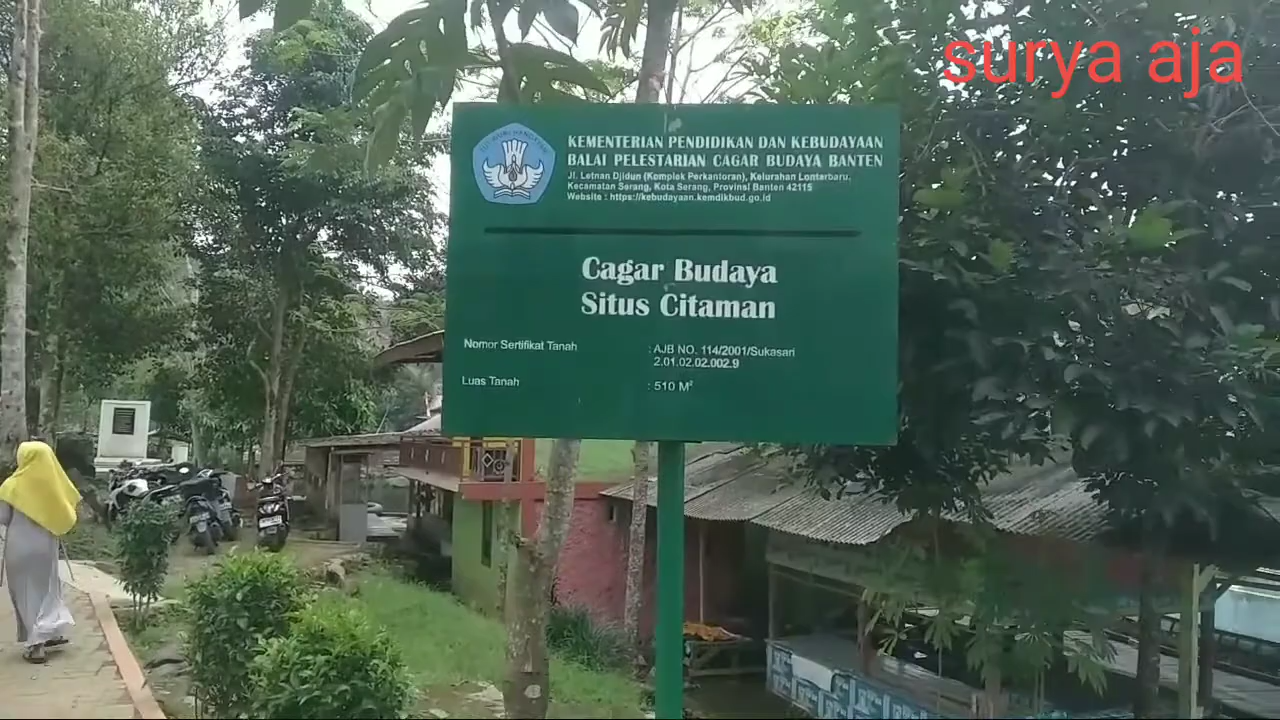 surya aja
KEMENTERIAN PENDIDIKAN DAN KEBUDAYAAN
BALAI PELESTARIAN CAGAR BUDAYA BANTEN
Jl. Letnan Djidun (Komplek Perkantoran), Kelurahan Lontarbaru,
Kecamatan Serang, Kota Serang, Provinsi Banten 42115
Website : https://kebudayaan.kemdikbud.go.id
Cagar Budaya
Situs Citaman
Nomor Sertifikat Tanah : AJB NO. 114/2001/Sukasari
2.01.02.02.002.9
Luas Tanah : 510 M²